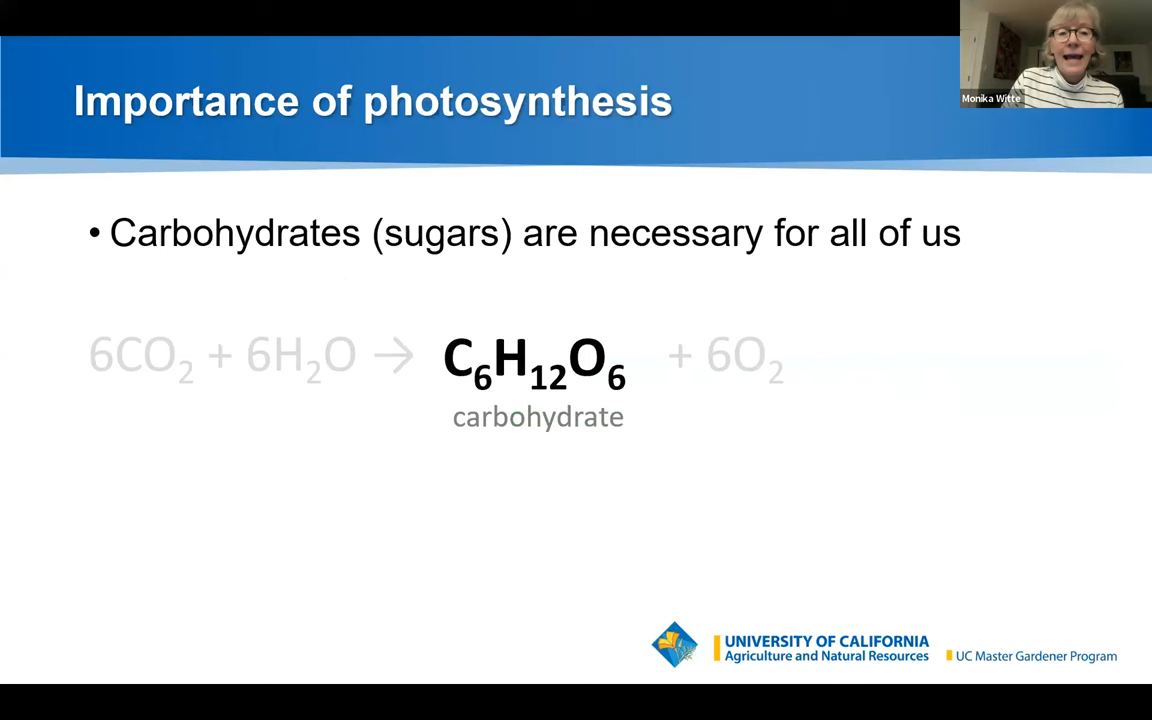 Importance of photosynthesis
Monika Witte
• Carbohydrates (sugars) are necessary for all of us
6CO₂ + 6H₂O → C₆H₁₂O₆ + 6O₂
carbohydrate
UNIVERSITY OF CALIFORNIA
Agriculture and Natural Resources
UC Master Gardener Program